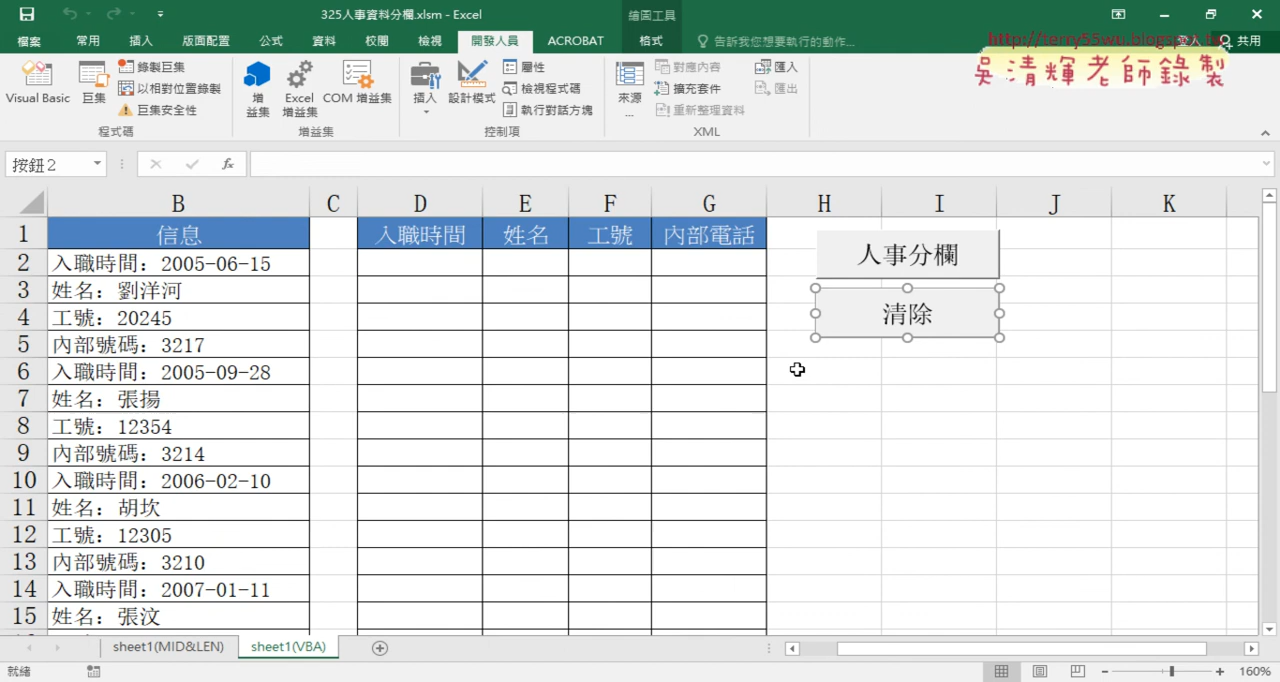 325人事資料分欄.xlsm - Excel
繪圖工具
檔案 常用 插入 版面配置 公式 資料 校閱 檢視 開發人員 ACROBAT 格式 告訴我您想要執行的動作... 登入 共用
http://terry55wu.blogspot.tw
吳清輝老師錄製
Visual Basic
巨集
錄製巨集
以相對位置錄製
巨集安全性
程式碼
增益集
Excel 增益集
COM 增益集
增益集
插入
設計模式
屬性
檢視程式碼
執行對話方塊
控制項
來源...
對應內容
擴充套件
重新整理資料
匯入
匯出
XML
按鈕 2
fx
B C D E F G H I J K
1 信息 入職時間 姓名 工號 內部電話
人事分欄
2 入職時間：2005-06-15
3 姓名：劉洋河
清除
4 工號：20245
5 內部號碼：3217
6 入職時間：2005-09-28
7 姓名：張揚
8 工號：12354
9 內部號碼：3214
10 入職時間：2006-02-10
11 姓名：胡坎
12 工號：12305
13 內部號碼：3210
14 入職時間：2007-01-11
15 姓名：張汶
sheet1(MID&LEN) sheet1(VBA)
就緒
160%